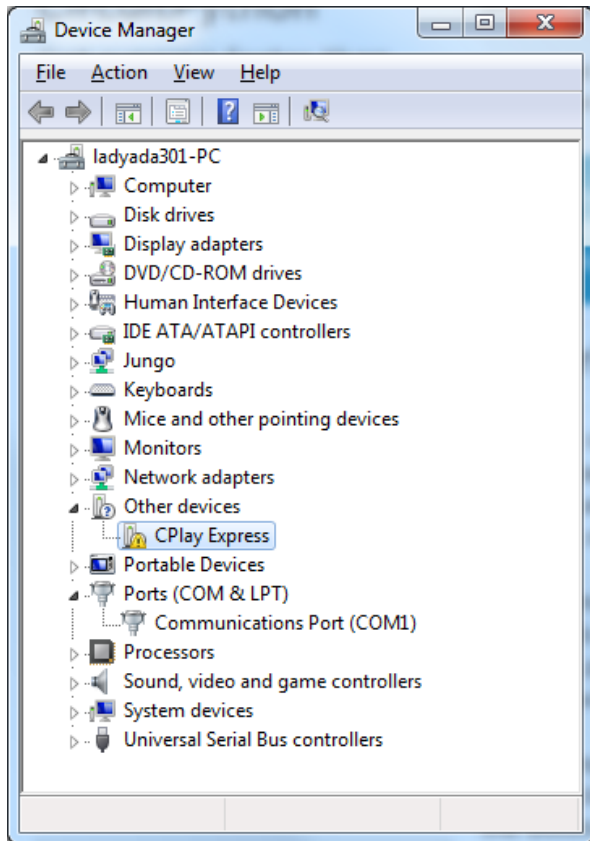 Device Manager
File Action View Help
ladyada301-PC
Computer
Disk drives
Display adapters
DVD/CD-ROM drives
Human Interface Devices
IDE ATA/ATAPI controllers
Jungo
Keyboards
Mice and other pointing devices
Monitors
Network adapters
Other devices
CPlay Express
Portable Devices
Ports (COM & LPT)
Communications Port (COM1)
Processors
Sound, video and game controllers
System devices
Universal Serial Bus controllers